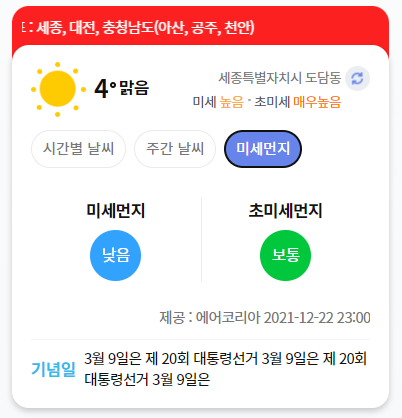 : 세종, 대전, 충청남도(아산, 공주, 천안)
4° 맑음
세종특별자치시 도담동
미세 높음 - 초미세 매우높음
시간별 날씨 주간 날씨 미세먼지
미세먼지 초미세먼지
낮음 보통
제공 : 에어코리아 2021-12-22 23:00
기념일
3월 9일은 제 20회 대통령선거 3월 9일은 제 20회
대통령선거 3월 9일은